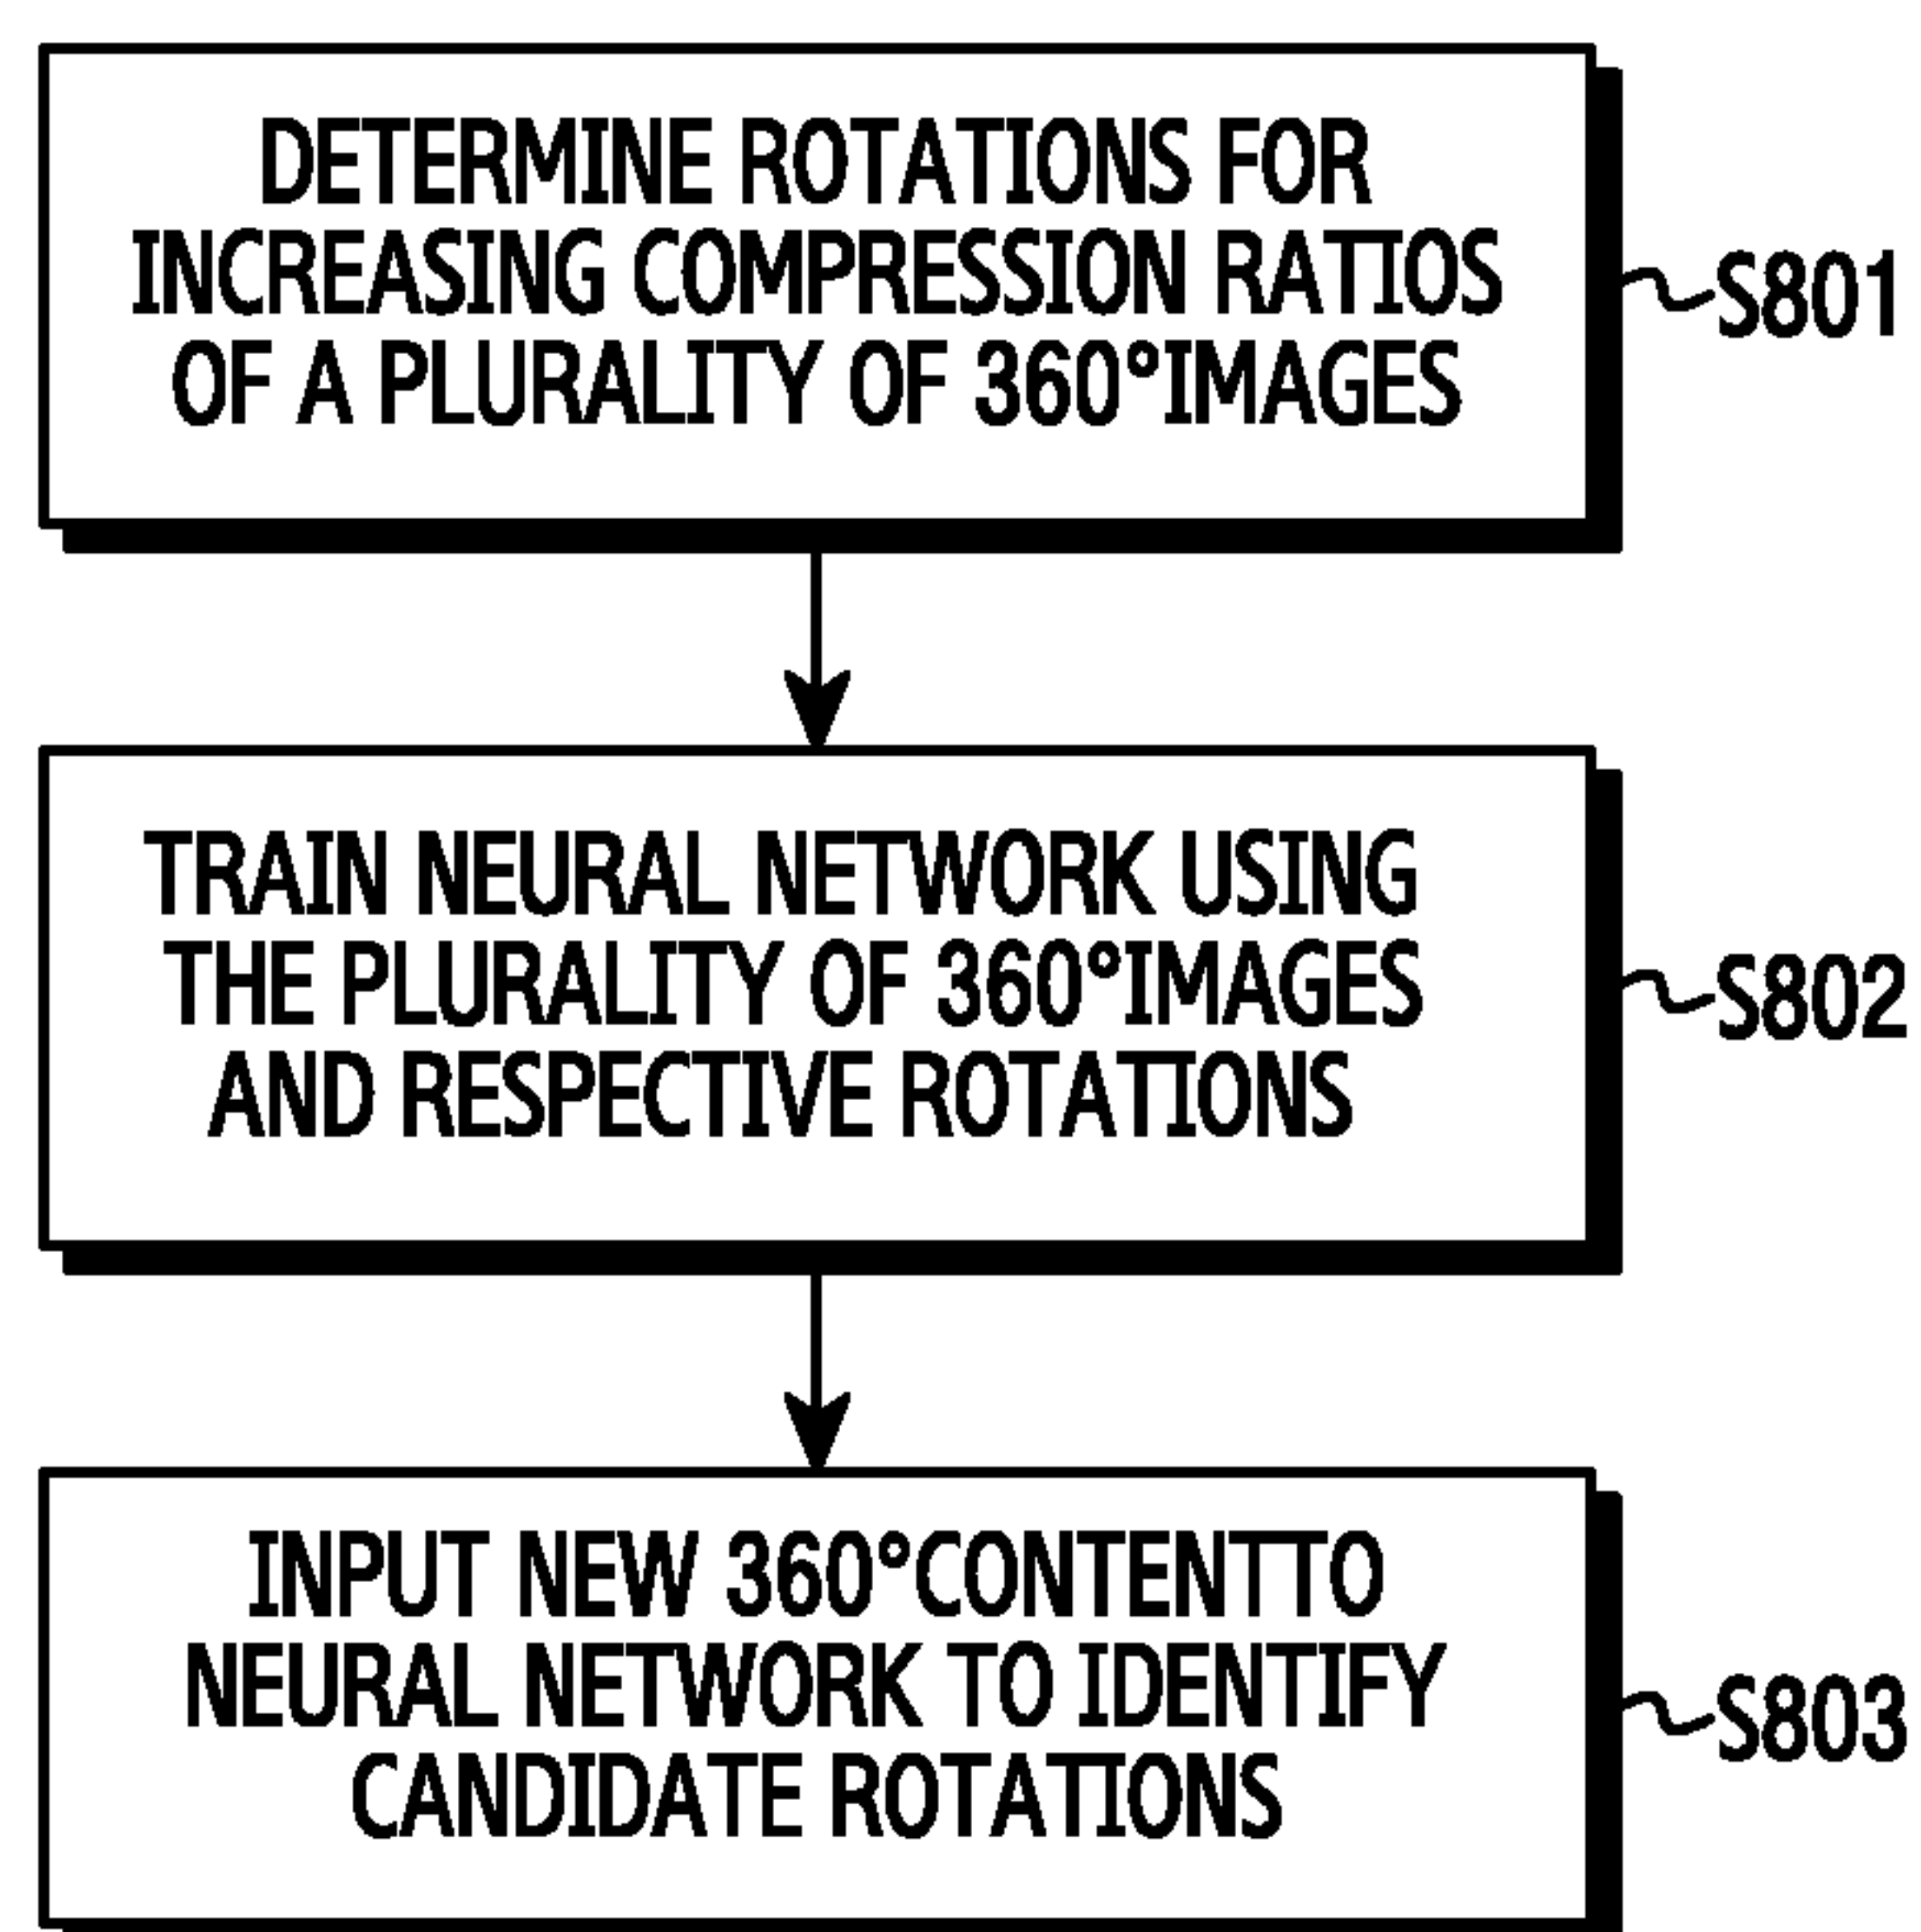 DETERMINE ROTATIONS FOR
INCREASING COMPRESSION RATIOS
OF A PLURALITY OF 360°IMAGES
S801
TRAIN NEURAL NETWORK USING
THE PLURALITY OF 360°IMAGES
AND RESPECTIVE ROTATIONS
S802
INPUT NEW 360°CONTENTTO
NEURAL NETWORK TO IDENTIFY
CANDIDATE ROTATIONS
S803